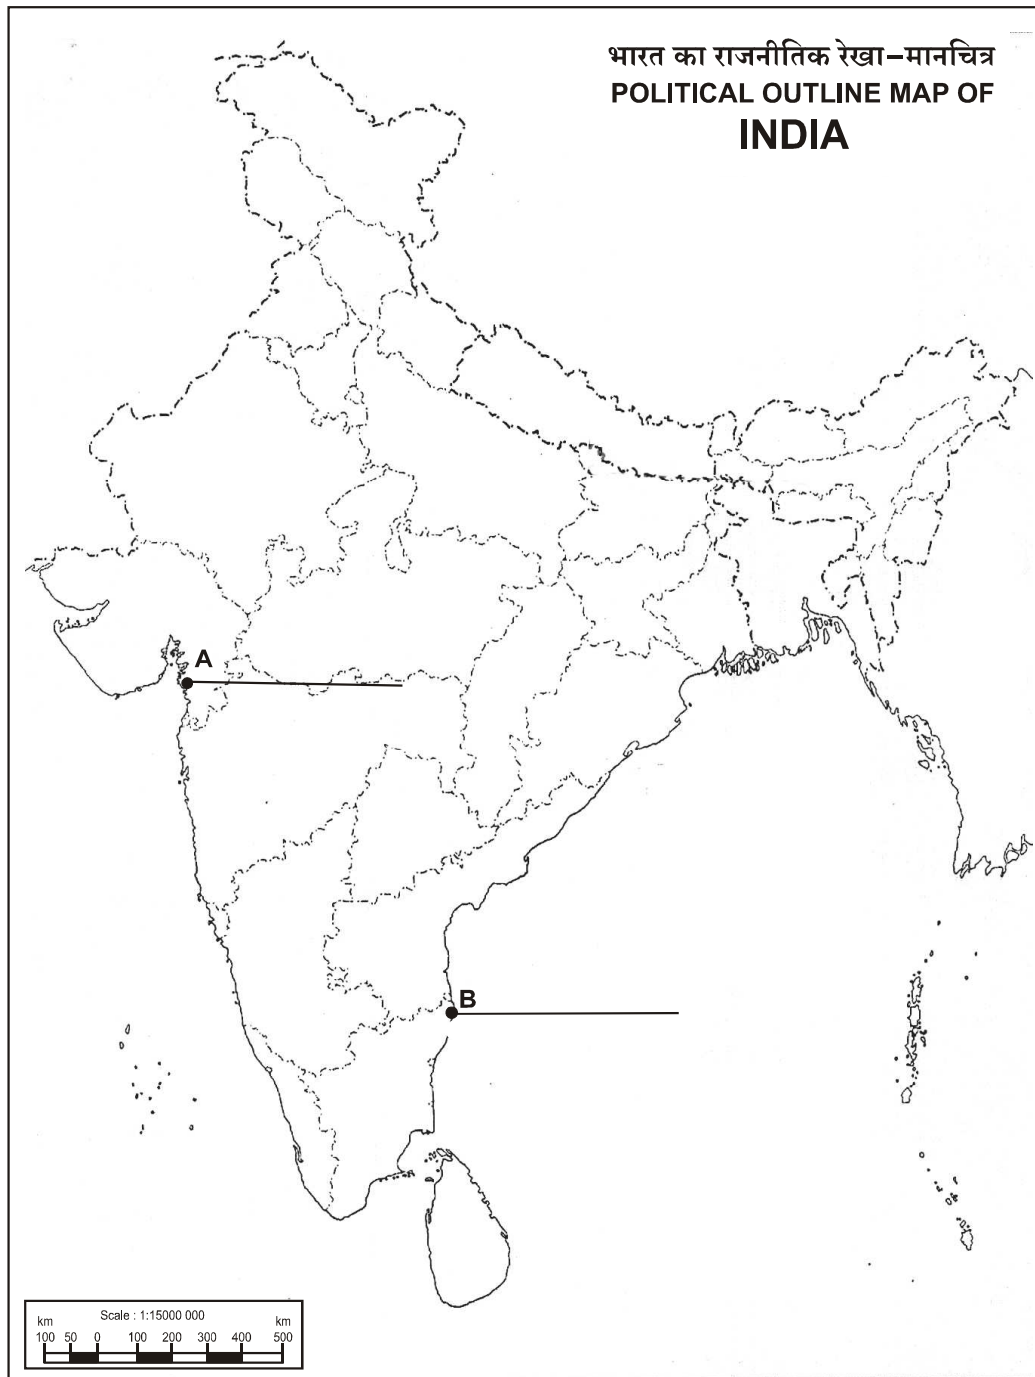 भारत का राजनीतिक रेखा–मानचित्र
POLITICAL OUTLINE MAP OF
INDIA
A
B
Scale : 1:15000 000
km km
100 50 0 100 200 300 400 500